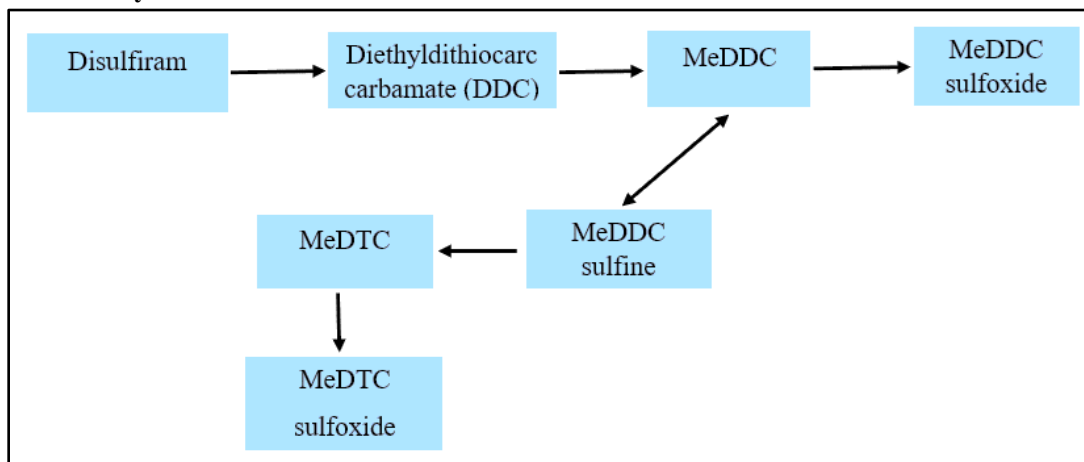 Disulfiram
Diethyldithiocarc
carbamate (DDC)
MeDDC
MeDDC
sulfoxide
MeDTC
MeDDC
sulfine
MeDTC
sulfoxide